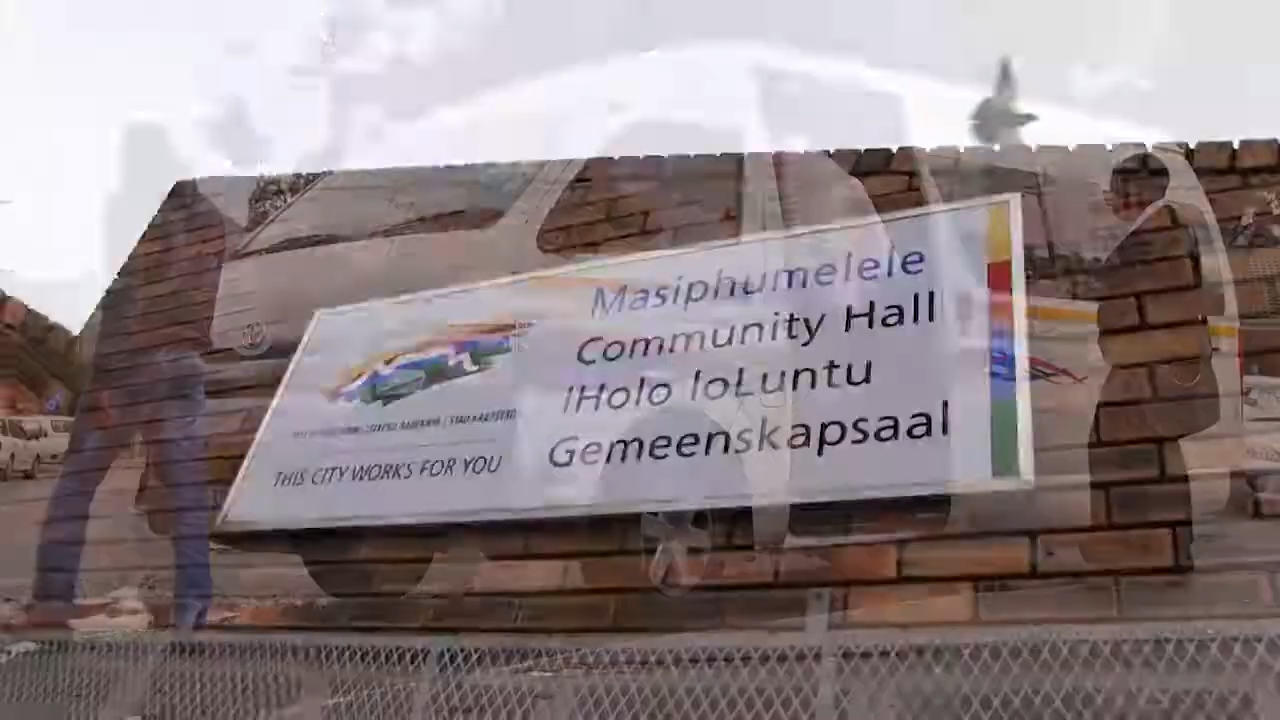 THIS CITY WORKS FOR YOU
Masiphumelele
Community Hall
IHolo loLuntu
Gemeenskapsaal